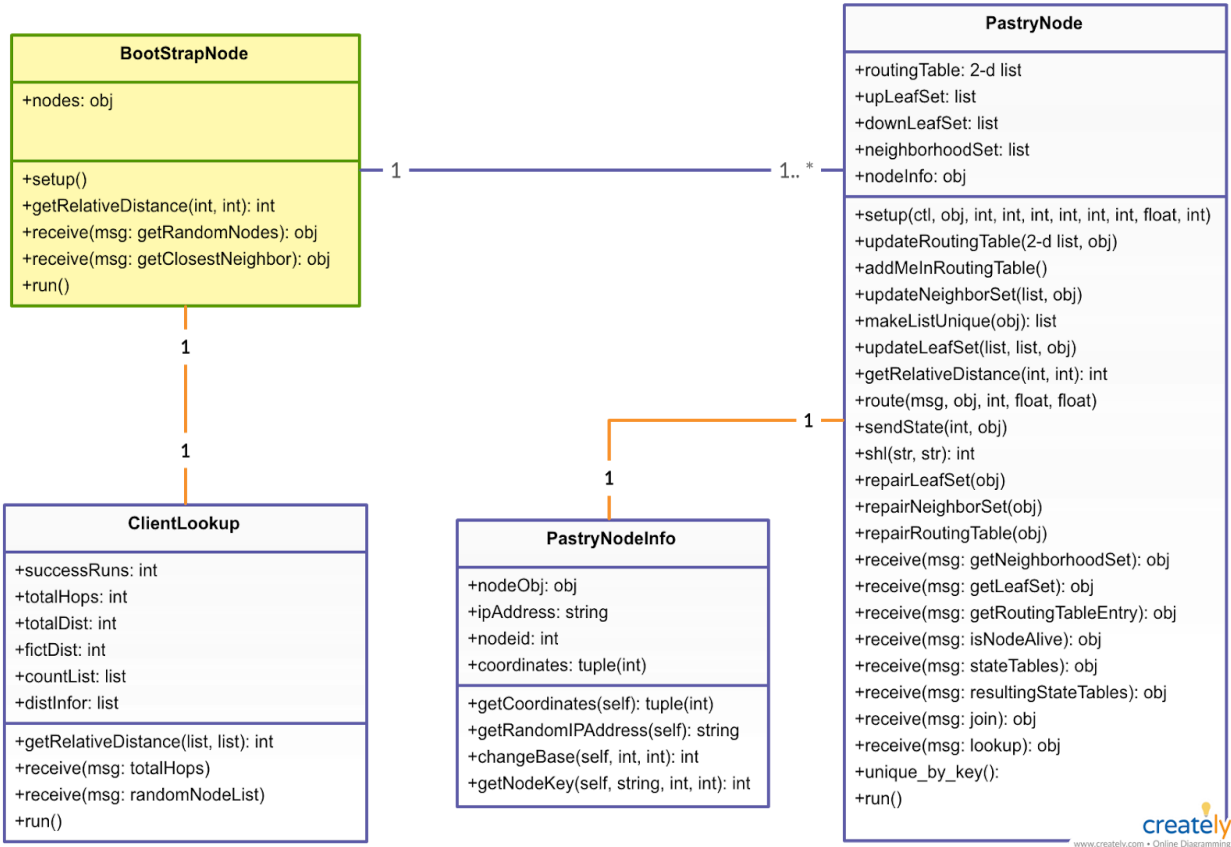 BootStrapNode
+nodes: obj
+setup()
+getRelativeDistance(int, int): int
+receive(msg: getRandomNodes): obj
+receive(msg: getClosestNeighbor): obj
+run()
1
1.. *
PastryNode
+routingTable: 2-d list
+upLeafSet: list
+downLeafSet: list
+neighborhoodSet: list
+nodeInfo: obj
+setup(ctl, obj, int, int, int, int, int, int, float, int)
+updateRoutingTable(2-d list, obj)
+addMeInRoutingTable()
+updateNeighborSet(list, obj)
+makeListUnique(obj): list
+updateLeafSet(list, list, obj)
+getRelativeDistance(int, int): int
+route(msg, obj, int, float, float)
+sendState(int, obj)
+shl(str, str): int
+repairLeafSet(obj)
+repairNeighborSet(obj)
+repairRoutingTable(obj)
+receive(msg: getNeighborhoodSet): obj
+receive(msg: getLeafSet): obj
+receive(msg: getRoutingTableEntry): obj
+receive(msg: isNodeAlive): obj
+receive(msg: stateTables): obj
+receive(msg: resultingStateTables): obj
+receive(msg: join): obj
+receive(msg: lookup): obj
+unique_by_key():
+run()
1
1
1
1
ClientLookup
+successRuns: int
+totalHops: int
+totalDist: int
+fictDist: int
+countList: list
+distInfor: list
+getRelativeDistance(list, list): int
+receive(msg: totalHops)
+receive(msg: randomNodeList)
+run()
PastryNodeInfo
+nodeObj: obj
+ipAddress: string
+nodeid: int
+coordinates: tuple(int)
+getCoordinates(self): tuple(int)
+getRandomIPAddress(self): string
+changeBase(self, int, int): int
+getNodeKey(self, string, int, int): int
creately
www.creately.com • Online Diagramming